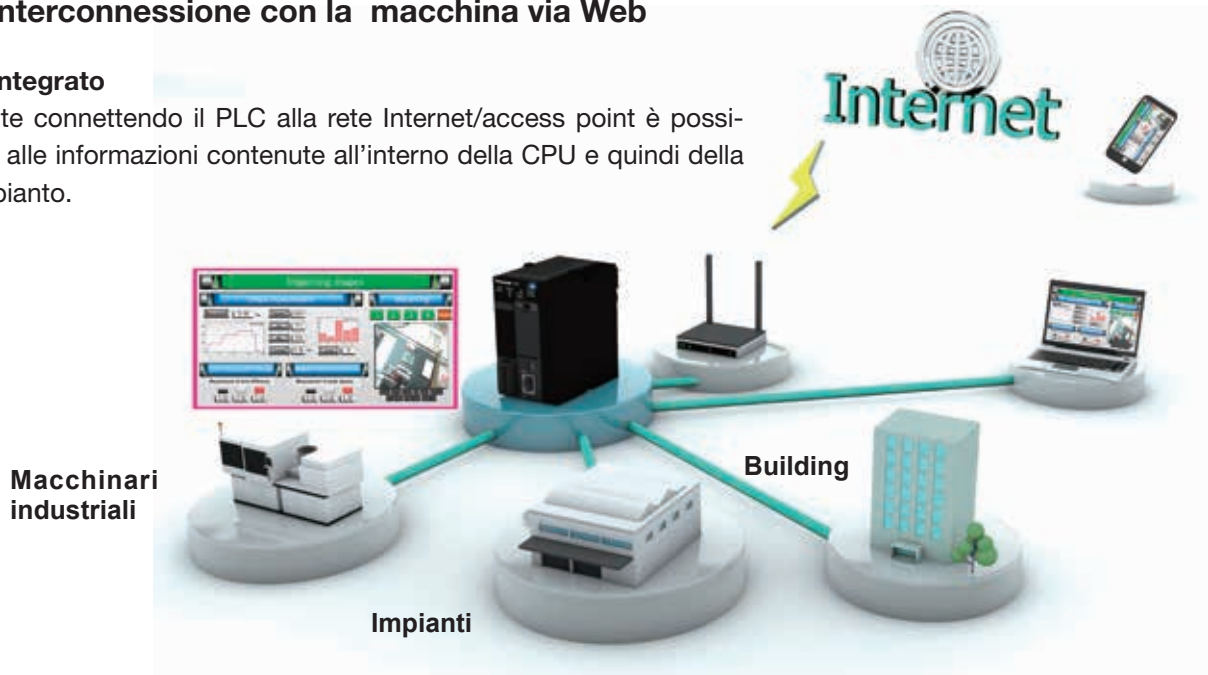 nterconnessione con la macchina via Web
ntegrato
te connettendo il PLC alla rete Internet/access point è possi-
alle informazioni contenute all'interno della CPU e quindi della
pianto.
Internet
Macchinari
industriali
Building
Impianti